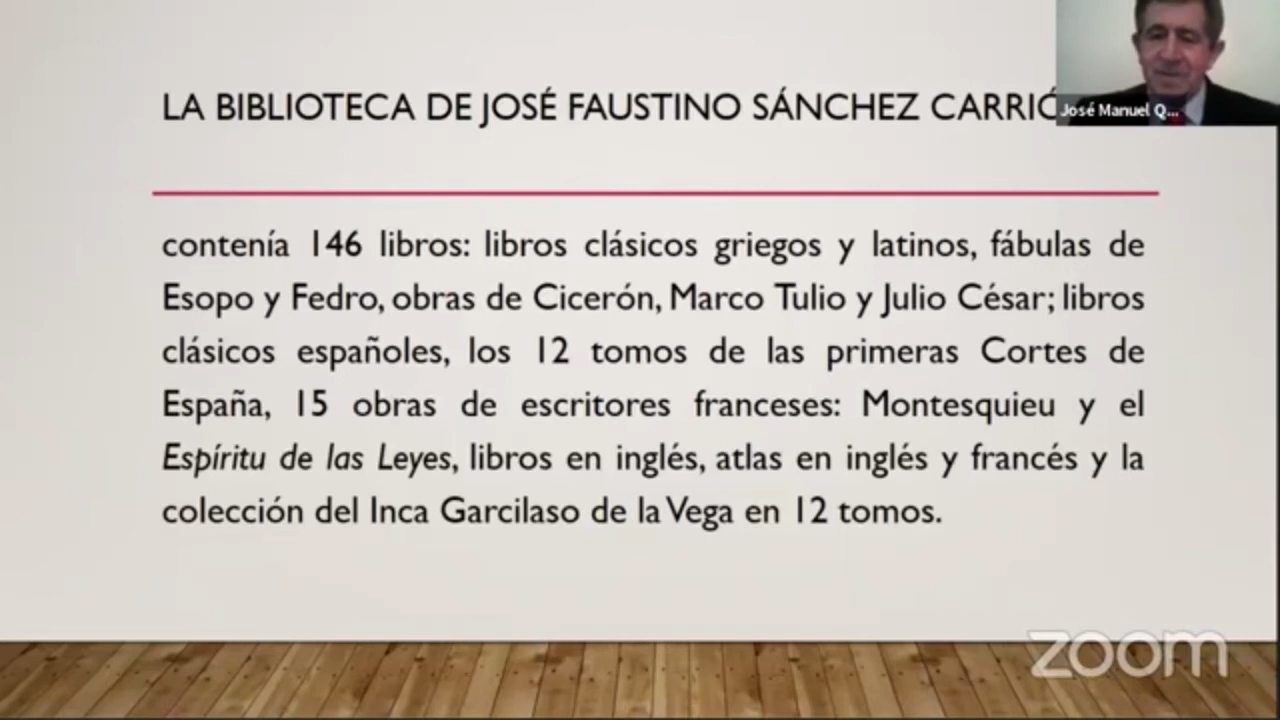 LA BIBLIOTECA DE JOSÉ FAUSTINO SÁNCHEZ CARRIÓ
José Manuel Q...
contenía 146 libros: libros clásicos griegos y latinos, fábulas de
Esopo y Fedro, obras de Cicerón, Marco Tulio y Julio César; libros
clásicos españoles, los 12 tomos de las primeras Cortes de
España, 15 obras de escritores franceses: Montesquieu y el
Espíritu de las Leyes, libros en inglés, atlas en inglés y francés y la
colección del Inca Garcilaso de la Vega en 12 tomos.
zoom